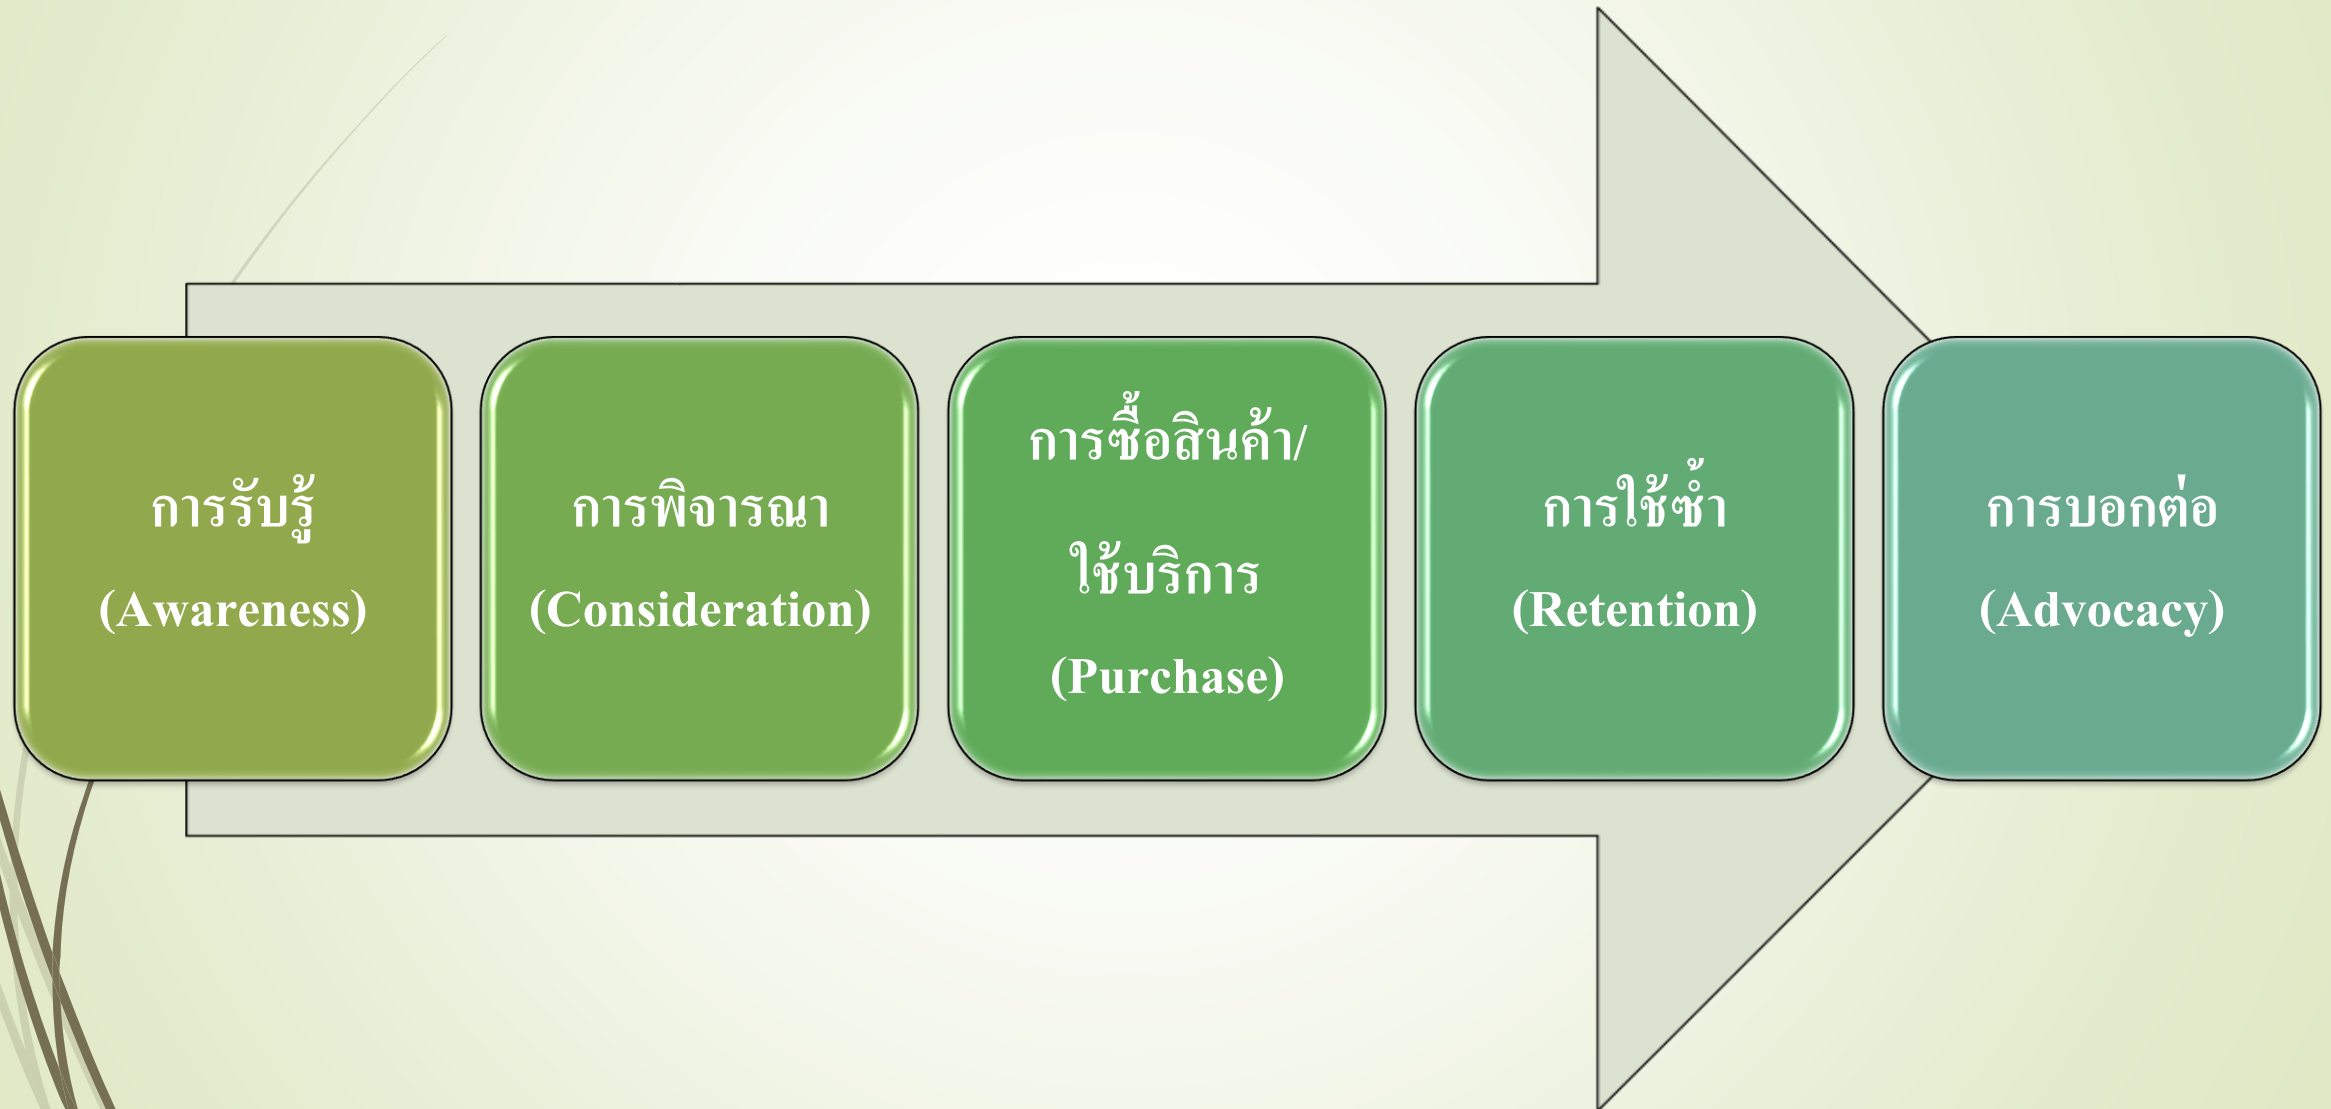 การรับรู้
(Awareness)
การพิจารณา
(Consideration)
การซื้อสินค้า/
ใช้บริการ
(Purchase)
การใช้ซ้ำ
(Retention)
การบอกต่อ
(Advocacy)